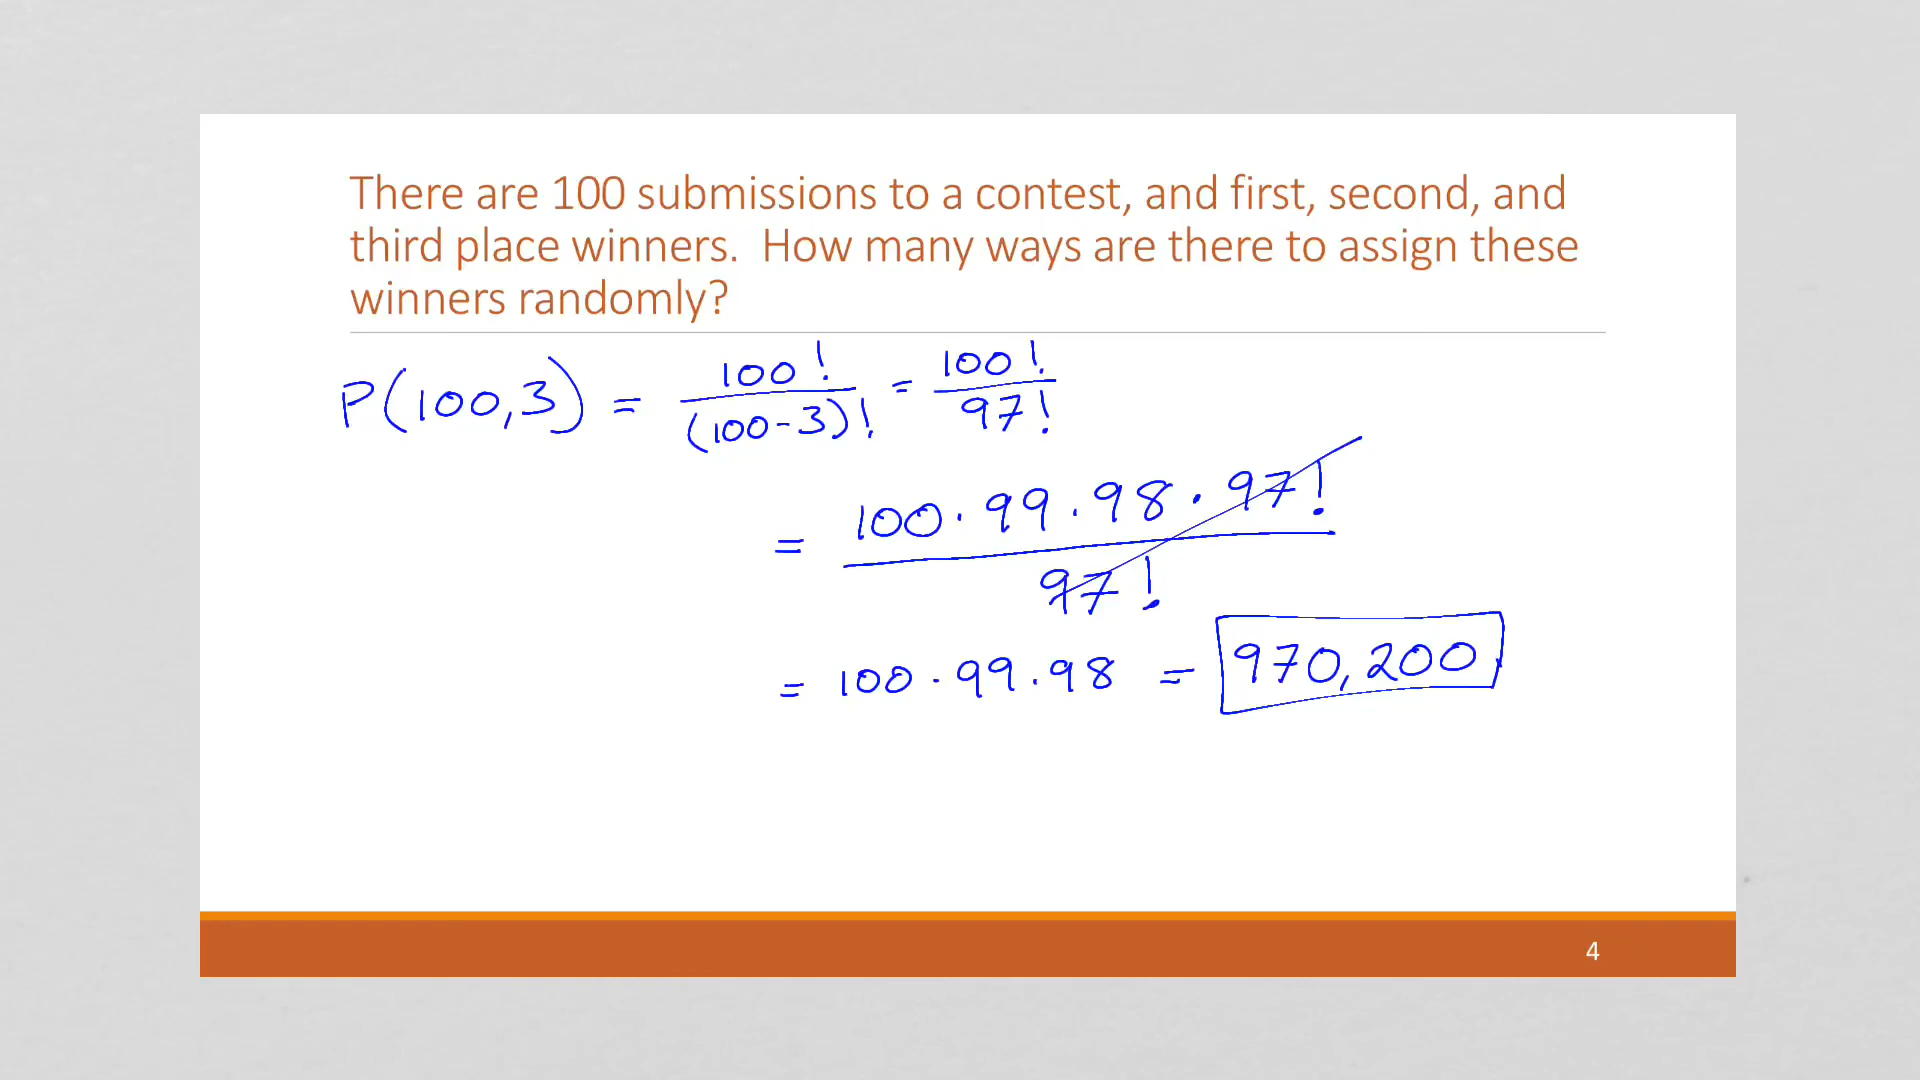 There are 100 submissions to a contest, and first, second, and
third place winners. How many ways are there to assign these
winners randomly?
P(100,3) = 100! / (100-3)! = 100! / 97!
= 100 · 99 · 98 · 97! / 97!
= 100 · 99 · 98 = 970,200
4